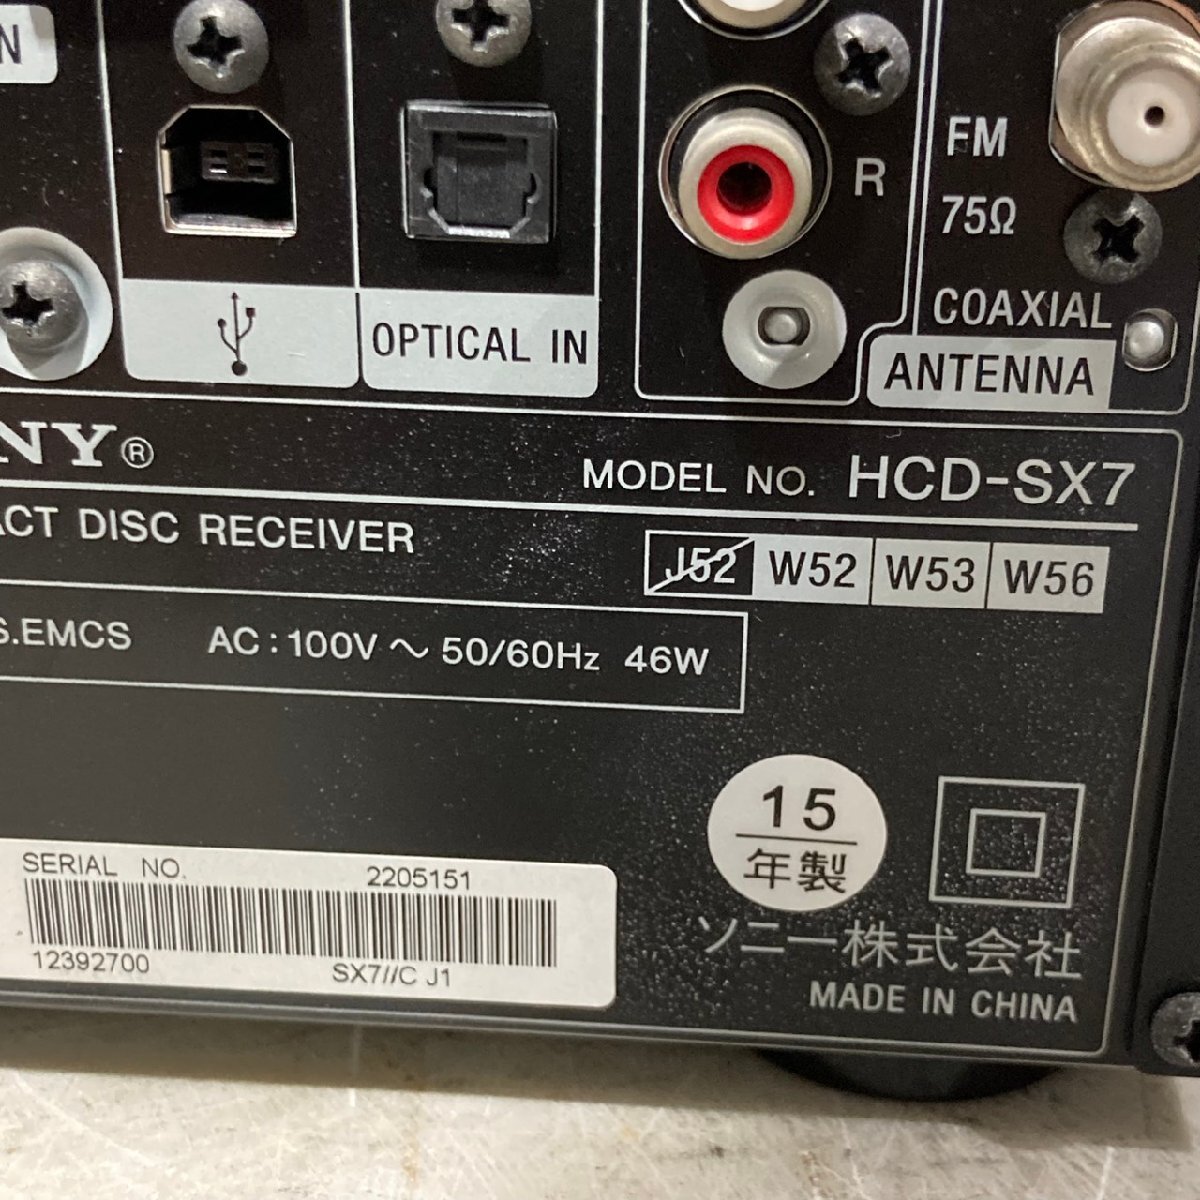 N
R
FM
75Ω
COAXIAL
ANTENNA
OPTICAL IN
NY®
MODEL NO. HCD-SX7
ACT DISC RECEIVER
J52 W52 W53 W56
S.EMCS AC:100V～50/60Hz 46W
15
年製
SERIAL NO. 2205151
12392700 SX7//C J1
ソニー株式会社
MADE IN CHINA